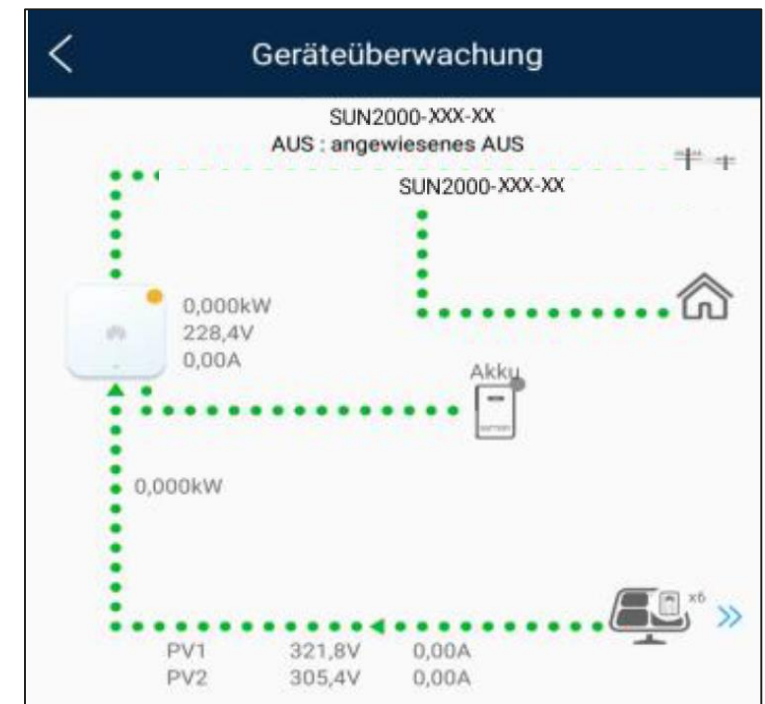 Geräteüberwachung
SUN2000-XXX-XX
AUS : angewiesenes AUS
SUN2000-XXX-XX
0,000kW
228,4V
0,00A
Akku
0,000kW
x6
PV1 321,8V 0,00A
PV2 305,4V 0,00A